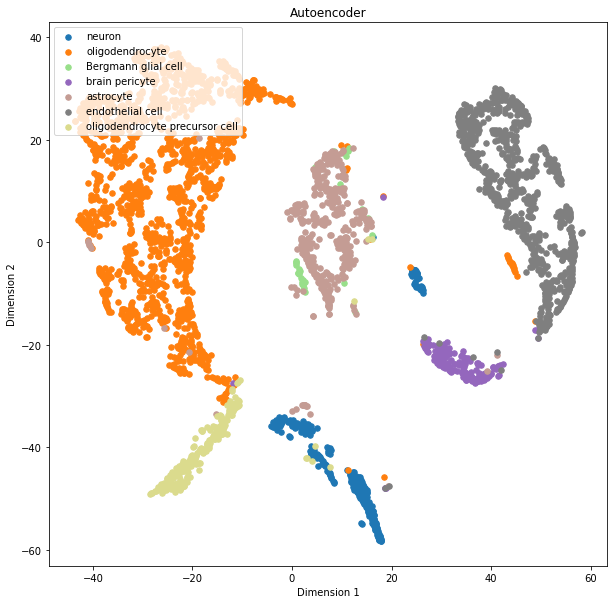 Autoencoder
neuron
oligodendrocyte
Bergmann glial cell
brain pericyte
astrocyte
endothelial cell
oligodendrocyte precursor cell
Dimension 2
40
20
0
−20
−40
−60
−40
−20
0
20
40
60
Dimension 1